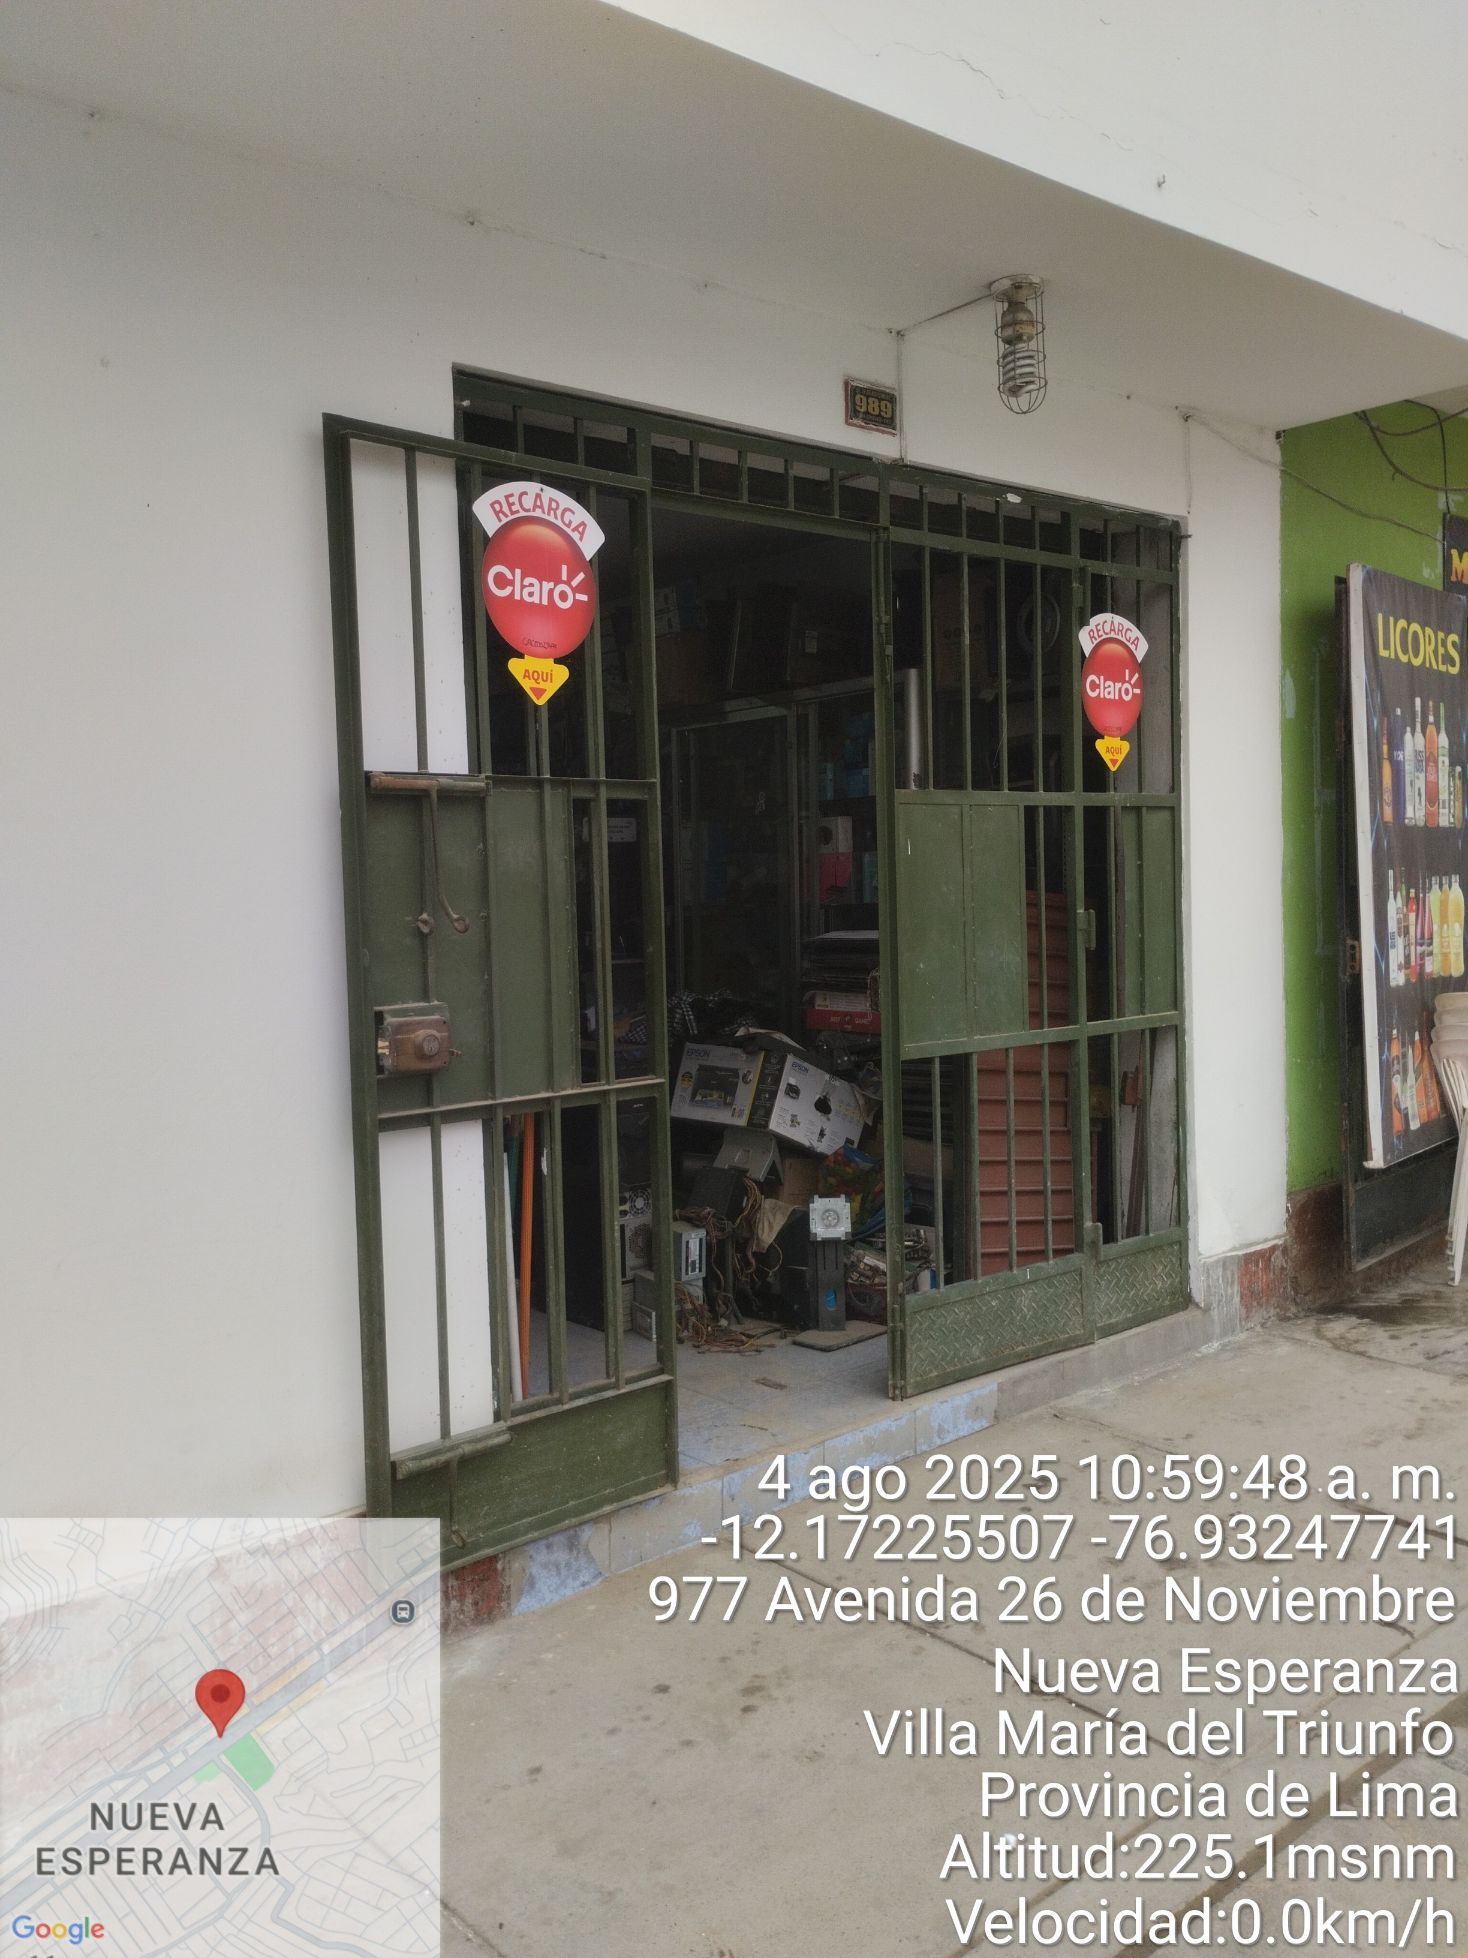 989
RECARGA
Claro
AQUÍ
RECARGA
Claro
AQUÍ
LICORES
M
EPSON
EPSON
4 ago 2025 10:59:48 a. m.
-12.17225507 -76.93247741
977 Avenida 26 de Noviembre
Nueva Esperanza
Villa María del Triunfo
Provincia de Lima
Altitud:225.1msnm
Velocidad:0.0km/h
NUEVA
ESPERANZA
Google